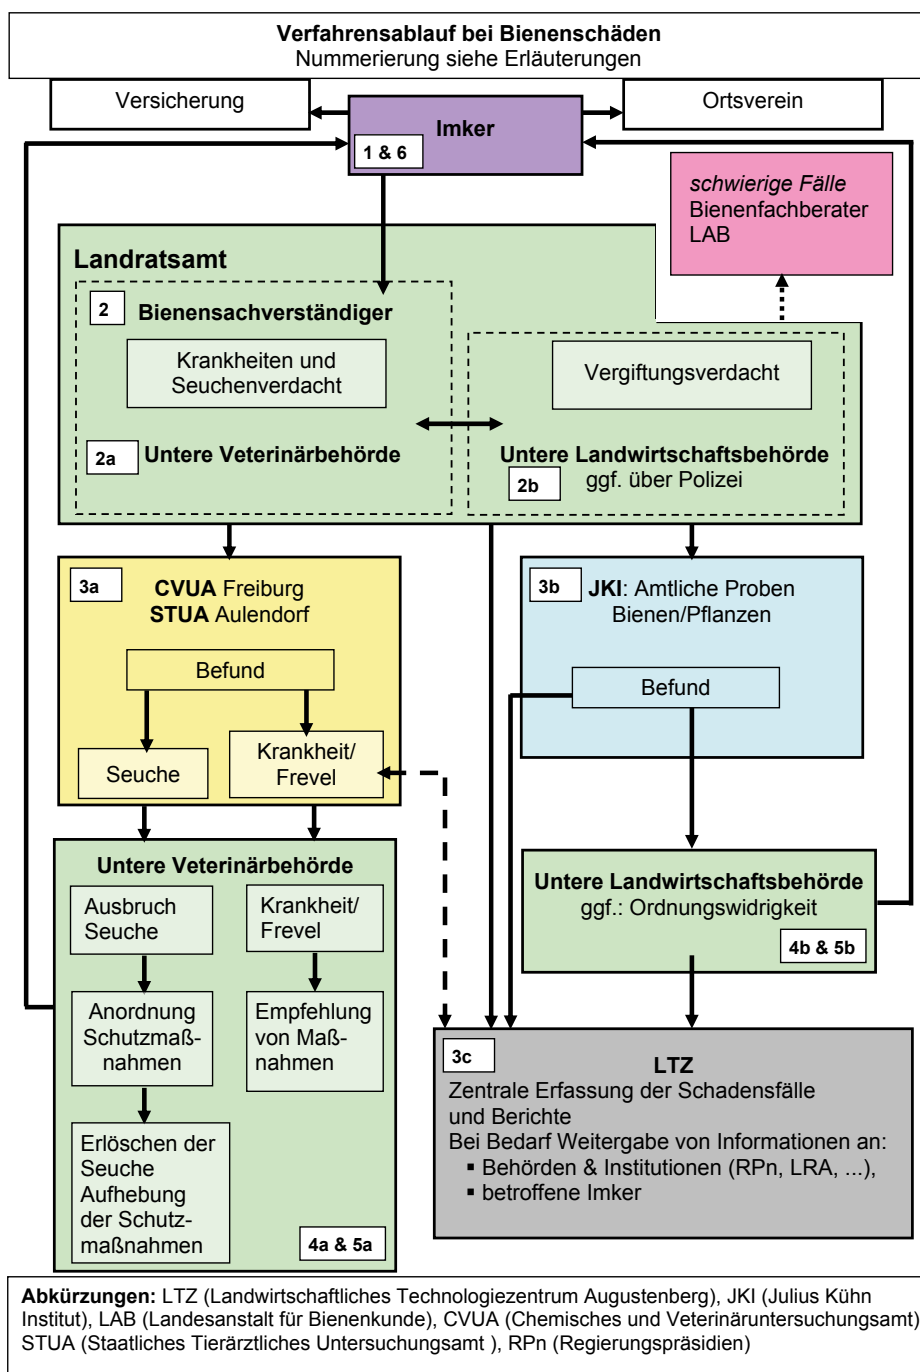 Verfahrensablauf bei Bienenschäden
Nummerierung siehe Erläuterungen
Versicherung
Imker
1 & 6
Ortsverein
schwierige Fälle
Bienenfachberater
LAB
Landratsamt
2
Bienensachverständiger
Krankheiten und
Seuchenverdacht
2a
Untere Veterinärbehörde
Vergiftungsverdacht
Untere Landwirtschaftsbehörde
2b
ggf. über Polizei
3a
CVUA Freiburg
STUA Aulendorf
Befund
Seuche
Krankheit/
Frevel
3b
JKI: Amtliche Proben
Bienen/Pflanzen
Befund
Untere Veterinärbehörde
Ausbruch
Seuche
Krankheit/
Frevel
Anordnung
Schutzmaß-
nahmen
Empfehlung
von Maß-
nahmen
Erlöschen der
Seuche
Aufhebung
der Schutz-
maßnahmen
4a & 5a
Untere Landwirtschaftsbehörde
ggf.: Ordnungswidrigkeit
4b & 5b
3c
LTZ
Zentrale Erfassung der Schadensfälle
und Berichte
Bei Bedarf Weitergabe von Informationen an:
▪ Behörden & Institutionen (RPn, LRA, ...),
▪ betroffene Imker
Abkürzungen: LTZ (Landwirtschaftliches Technologiezentrum Augustenberg), JKI (Julius Kühn
Institut), LAB (Landesanstalt für Bienenkunde), CVUA (Chemisches und Veterinäruntersuchungsamt)
STUA (Staatliches Tierärztliches Untersuchungsamt ), RPn (Regierungspräsidien)